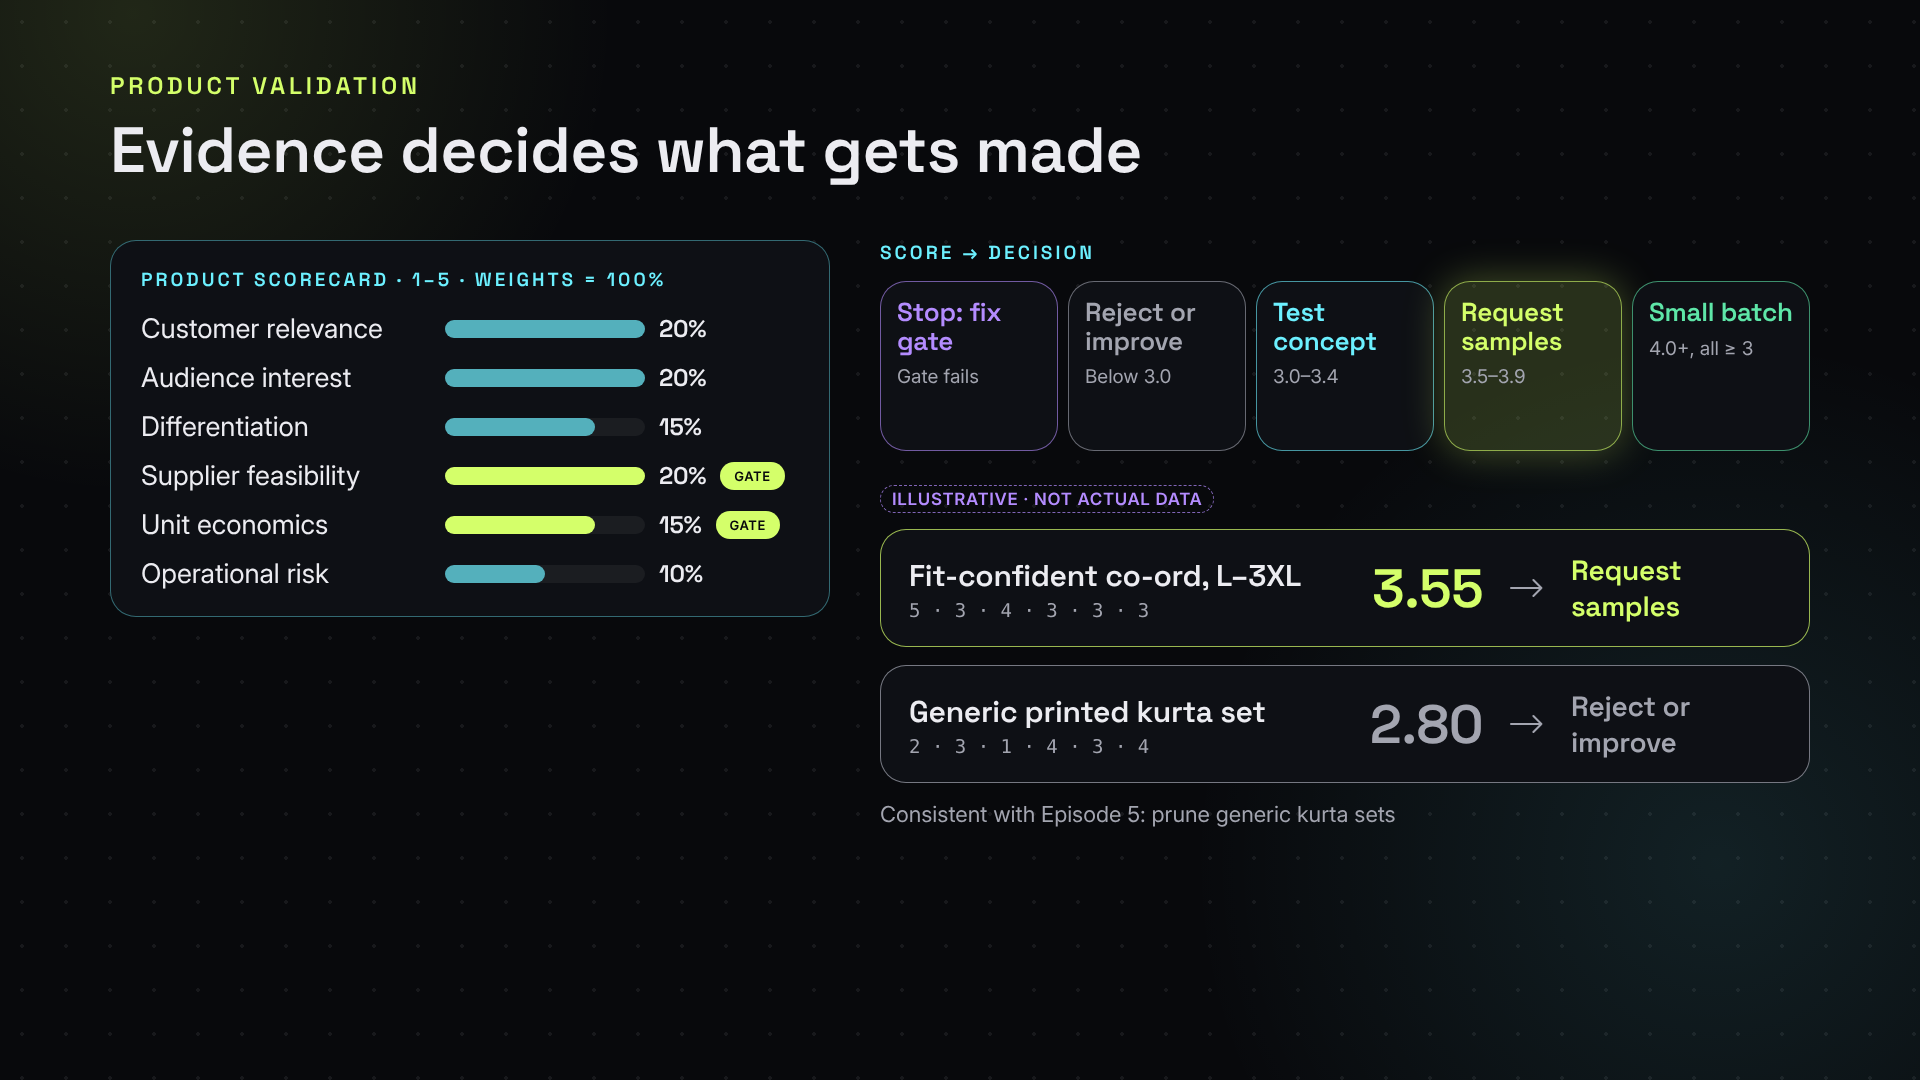 PRODUCT VALIDATION
Evidence decides what gets made
PRODUCT SCORECARD · 1–5 · WEIGHTS = 100%
Customer relevance 20%
Audience interest 20%
Differentiation 15%
Supplier feasibility 20% GATE
Unit economics 15% GATE
Operational risk 10%
SCORE → DECISION
Stop: fix
gate
Gate fails
Reject or
improve
Below 3.0
Test
concept
3.0–3.4
Request
samples
3.5–3.9
Small batch
4.0+, all ≥ 3
ILLUSTRATIVE · NOT ACTUAL DATA
Fit-confident co-ord, L–3XL
5 · 3 · 4 · 3 · 3 · 3
3.55 →
Request
samples
Generic printed kurta set
2 · 3 · 1 · 4 · 3 · 4
2.80 →
Reject or
improve
Consistent with Episode 5: prune generic kurta sets